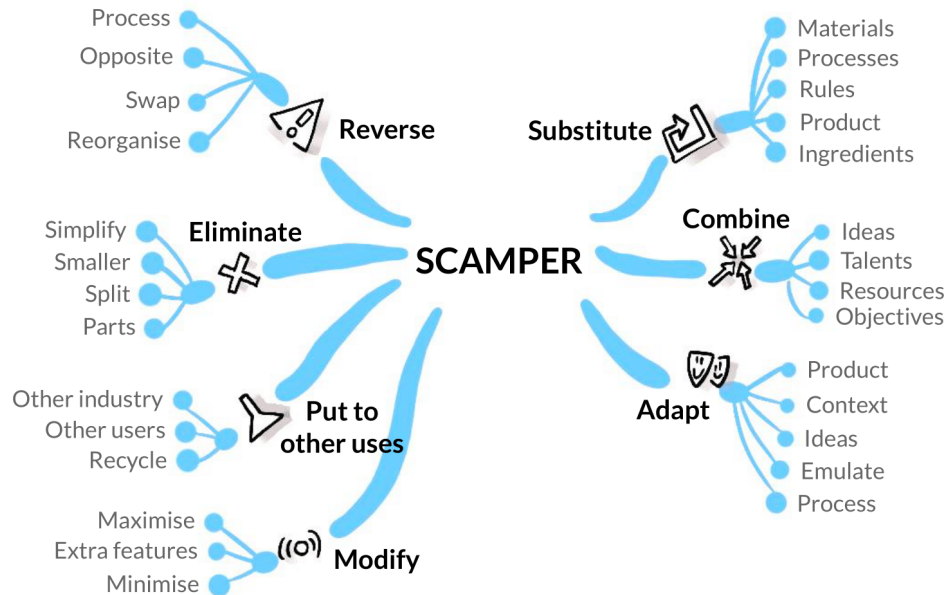 SCAMPER
Substitute
Materials
Processes
Rules
Product
Ingredients
Combine
Ideas
Talents
Resources
Objectives
Adapt
Product
Context
Ideas
Emulate
Process
Modify
Maximise
Extra features
Minimise
Put to
other uses
Other industry
Other users
Recycle
Eliminate
Simplify
Smaller
Split
Parts
Reverse
Process
Opposite
Swap
Reorganise